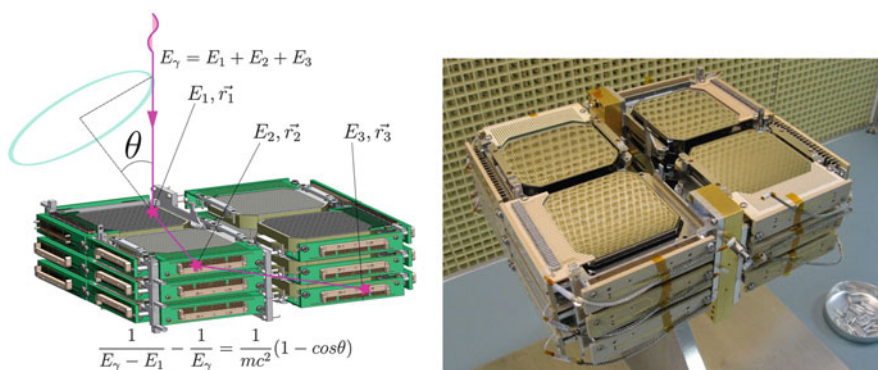 E_γ = E_1 + E_2 + E_3
E_1, r⃗_1
E_2, r⃗_2
E_3, r⃗_3
θ
1/(E_γ - E_1) - 1/E_γ = 1/(mc^2) (1 - cosθ)